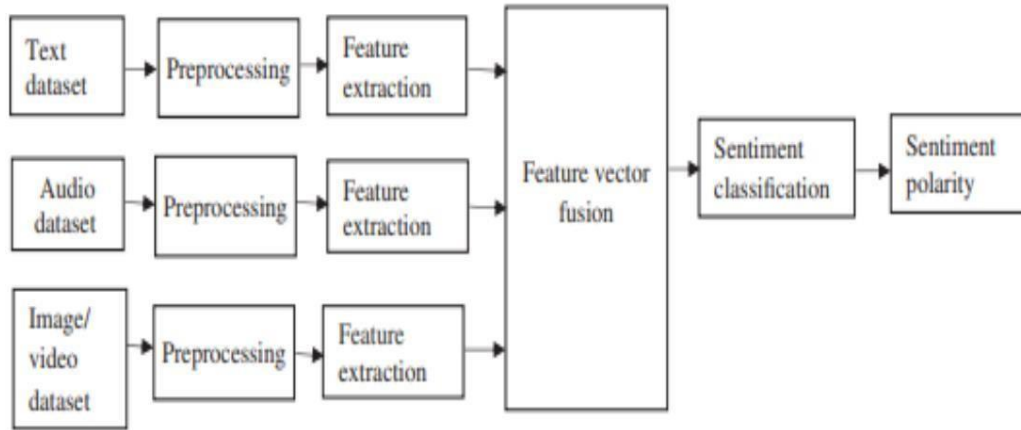 Text
dataset
Preprocessing
Feature
extraction
Audio
dataset
Preprocessing
Feature
extraction
Image/
video
dataset
Preprocessing
Feature
extraction
Feature vector
fusion
Sentiment
classification
Sentiment
polarity